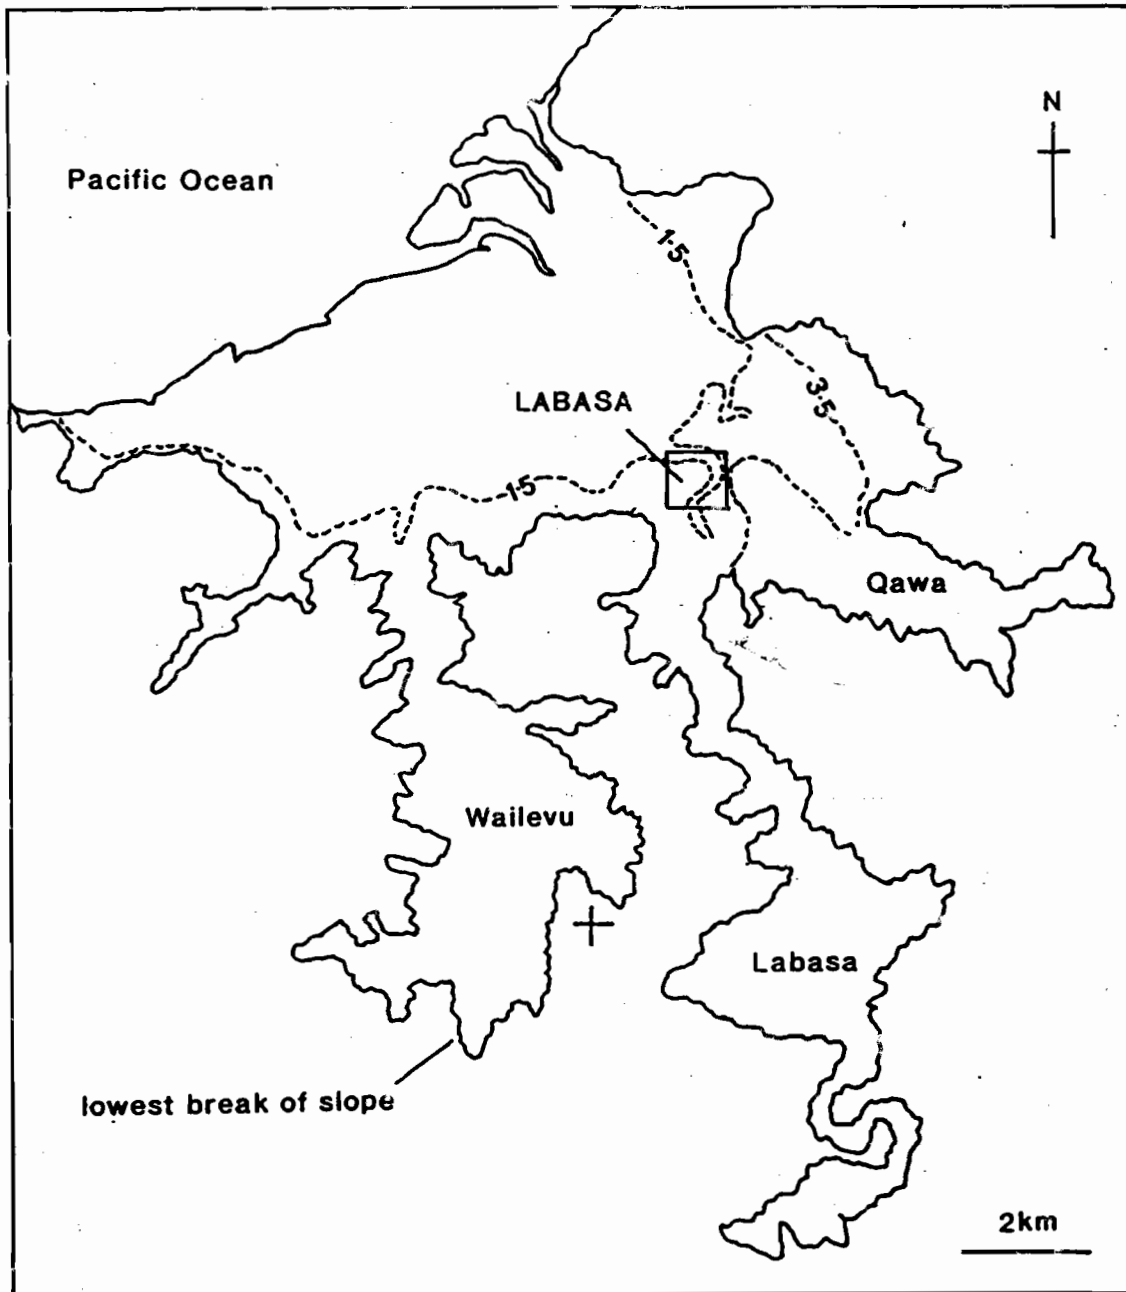 N
Pacific Ocean
1·5
LABASA
3·5
1·5
Qawa
Wailevu
Labasa
lowest break of slope
2km